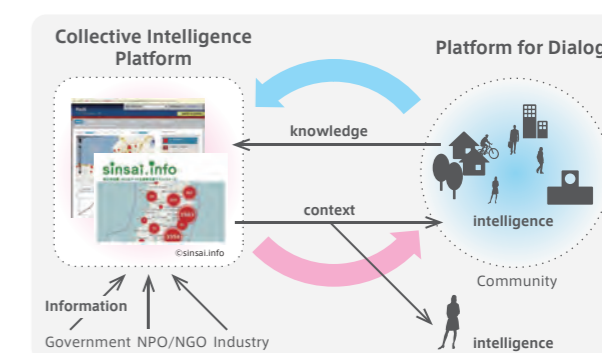 Collective Intelligence
Platform
Platform for Dialog
knowledge
sinsai.info
context
intelligence
©sinsai.info
Community
Information
Government NPO/NGO Industry
intelligence